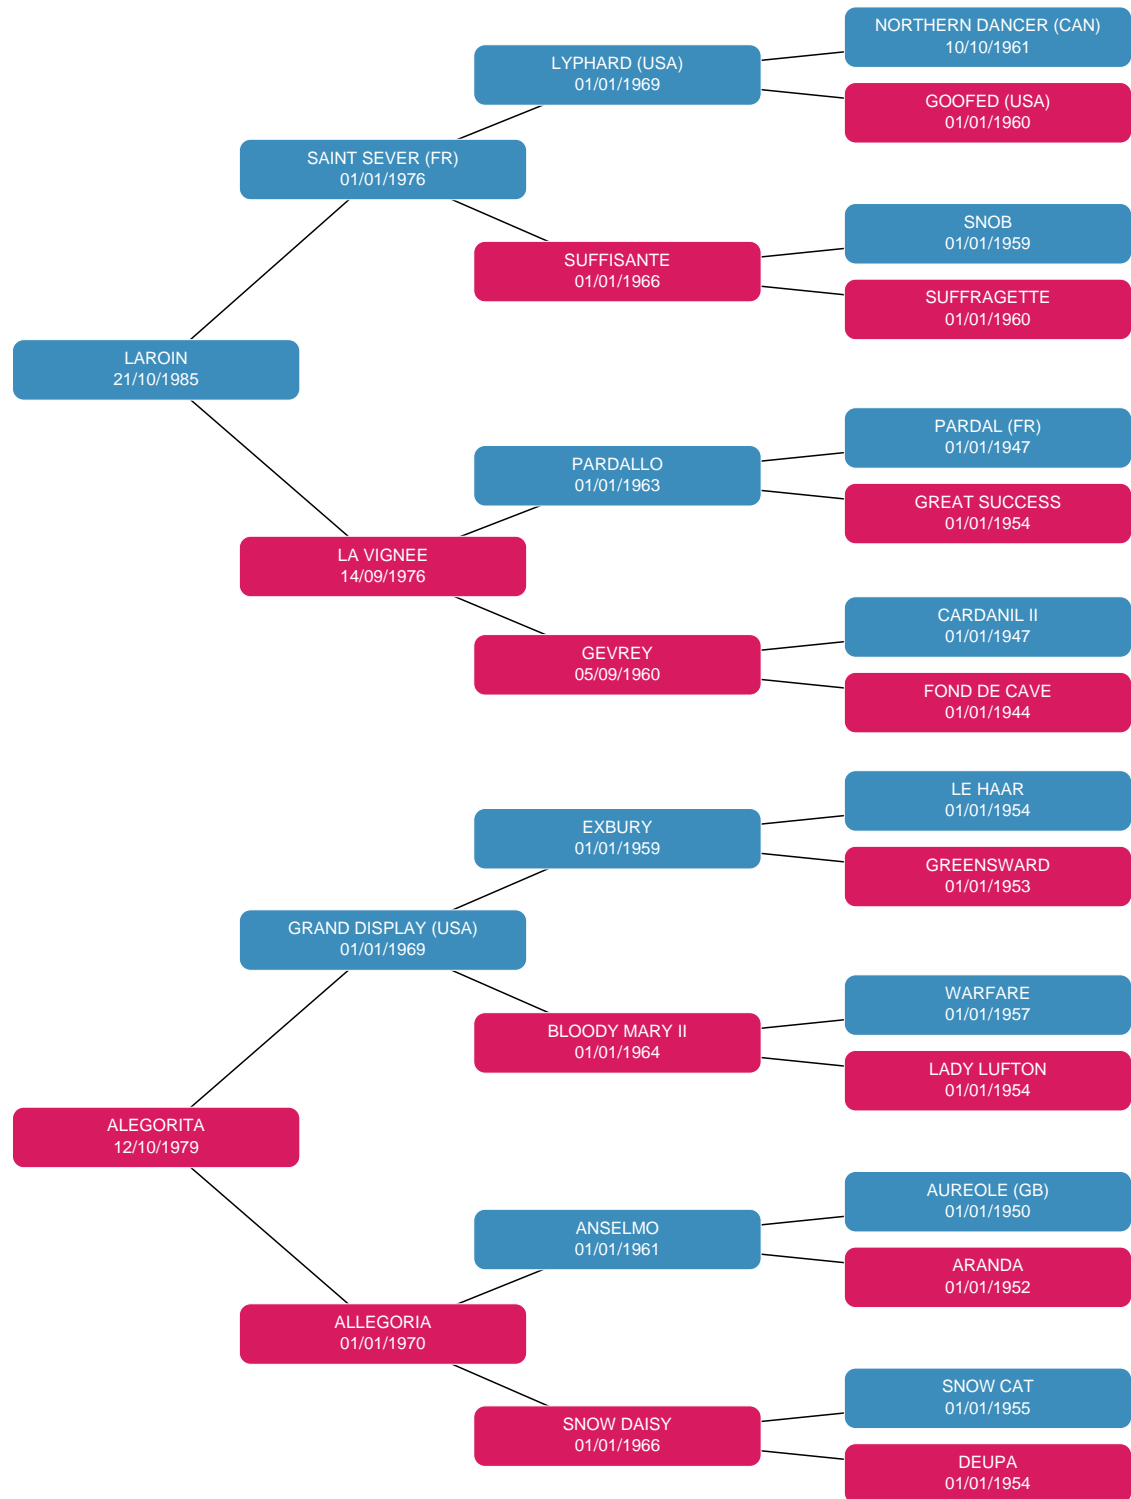 NORTHERN DANCER (CAN)
10/10/1961
LYPHARD (USA)
01/01/1969
GOOFED (USA)
01/01/1960
SAINT SEVER (FR)
01/01/1976
SNOB
01/01/1959
SUFFISANTE
01/01/1966
SUFFRAGETTE
01/01/1960
LAROIN
21/10/1985
PARDAL (FR)
01/01/1947
PARDALLO
01/01/1963
GREAT SUCCESS
01/01/1954
LA VIGNEE
14/09/1976
CARDANIL II
01/01/1947
GEVREY
05/09/1960
FOND DE CAVE
01/01/1944
LE HAAR
01/01/1954
EXBURY
01/01/1959
GREENSWARD
01/01/1953
GRAND DISPLAY (USA)
01/01/1969
WARFARE
01/01/1957
BLOODY MARY II
01/01/1964
LADY LUFTON
01/01/1954
ALEGORITA
12/10/1979
AUREOLE (GB)
01/01/1950
ANSELMO
01/01/1961
ARANDA
01/01/1952
ALLEGORIA
01/01/1970
SNOW CAT
01/01/1955
SNOW DAISY
01/01/1966
DEUPA
01/01/1954